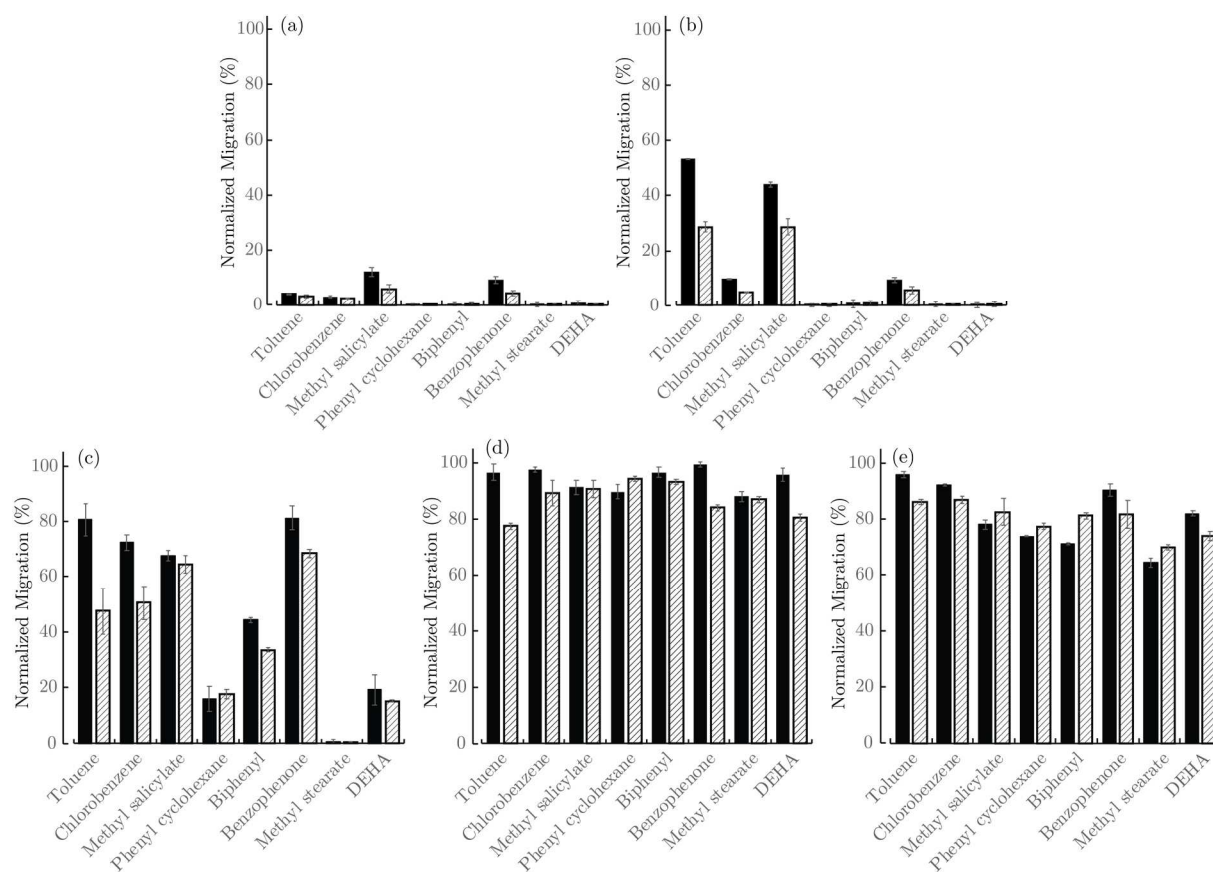 (a)
Normalized Migration (%)
100
80
60
40
20
0
Toluene
Chlorobenzene
Methyl salicylate
Phenyl cyclohexane
Biphenyl
Benzophenone
Methyl stearate
DEHA
(b)
Normalized Migration (%)
100
80
60
40
20
0
Toluene
Chlorobenzene
Methyl salicylate
Phenyl cyclohexane
Biphenyl
Benzophenone
Methyl stearate
DEHA
(c)
Normalized Migration (%)
100
80
60
40
20
0
Toluene
Chlorobenzene
Methyl salicylate
Phenyl cyclohexane
Biphenyl
Benzophenone
Methyl stearate
DEHA
(d)
Normalized Migration (%)
100
80
60
40
20
0
Toluene
Chlorobenzene
Methyl salicylate
Phenyl cyclohexane
Biphenyl
Benzophenone
Methyl stearate
DEHA
(e)
Normalized Migration (%)
100
80
60
40
20
0
Toluene
Chlorobenzene
Methyl salicylate
Phenyl cyclohexane
Biphenyl
Benzophenone
Methyl stearate
DEHA